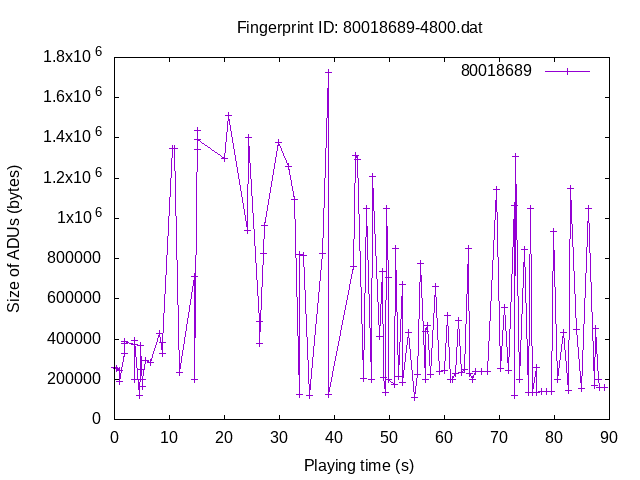 Fingerprint ID: 80018689-4800.dat
80018689
Size of ADUs (bytes)
1.8x10^6
1.6x10^6
1.4x10^6
1.2x10^6
1x10^6
800000
600000
400000
200000
0
0 10 20 30 40 50 60 70 80 90
Playing time (s)